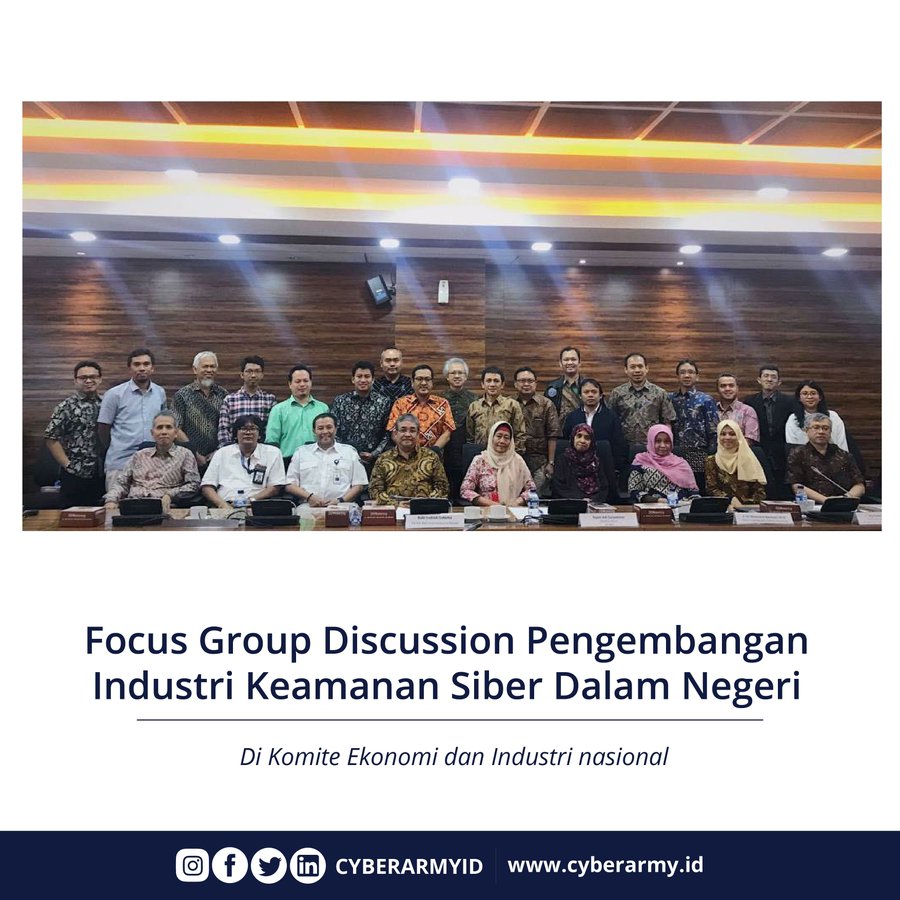 Focus Group Discussion Pengembangan
Industri Keamanan Siber Dalam Negeri
Di Komite Ekonomi dan Industri nasional
CYBERARMYID
www.cyberarmy.id